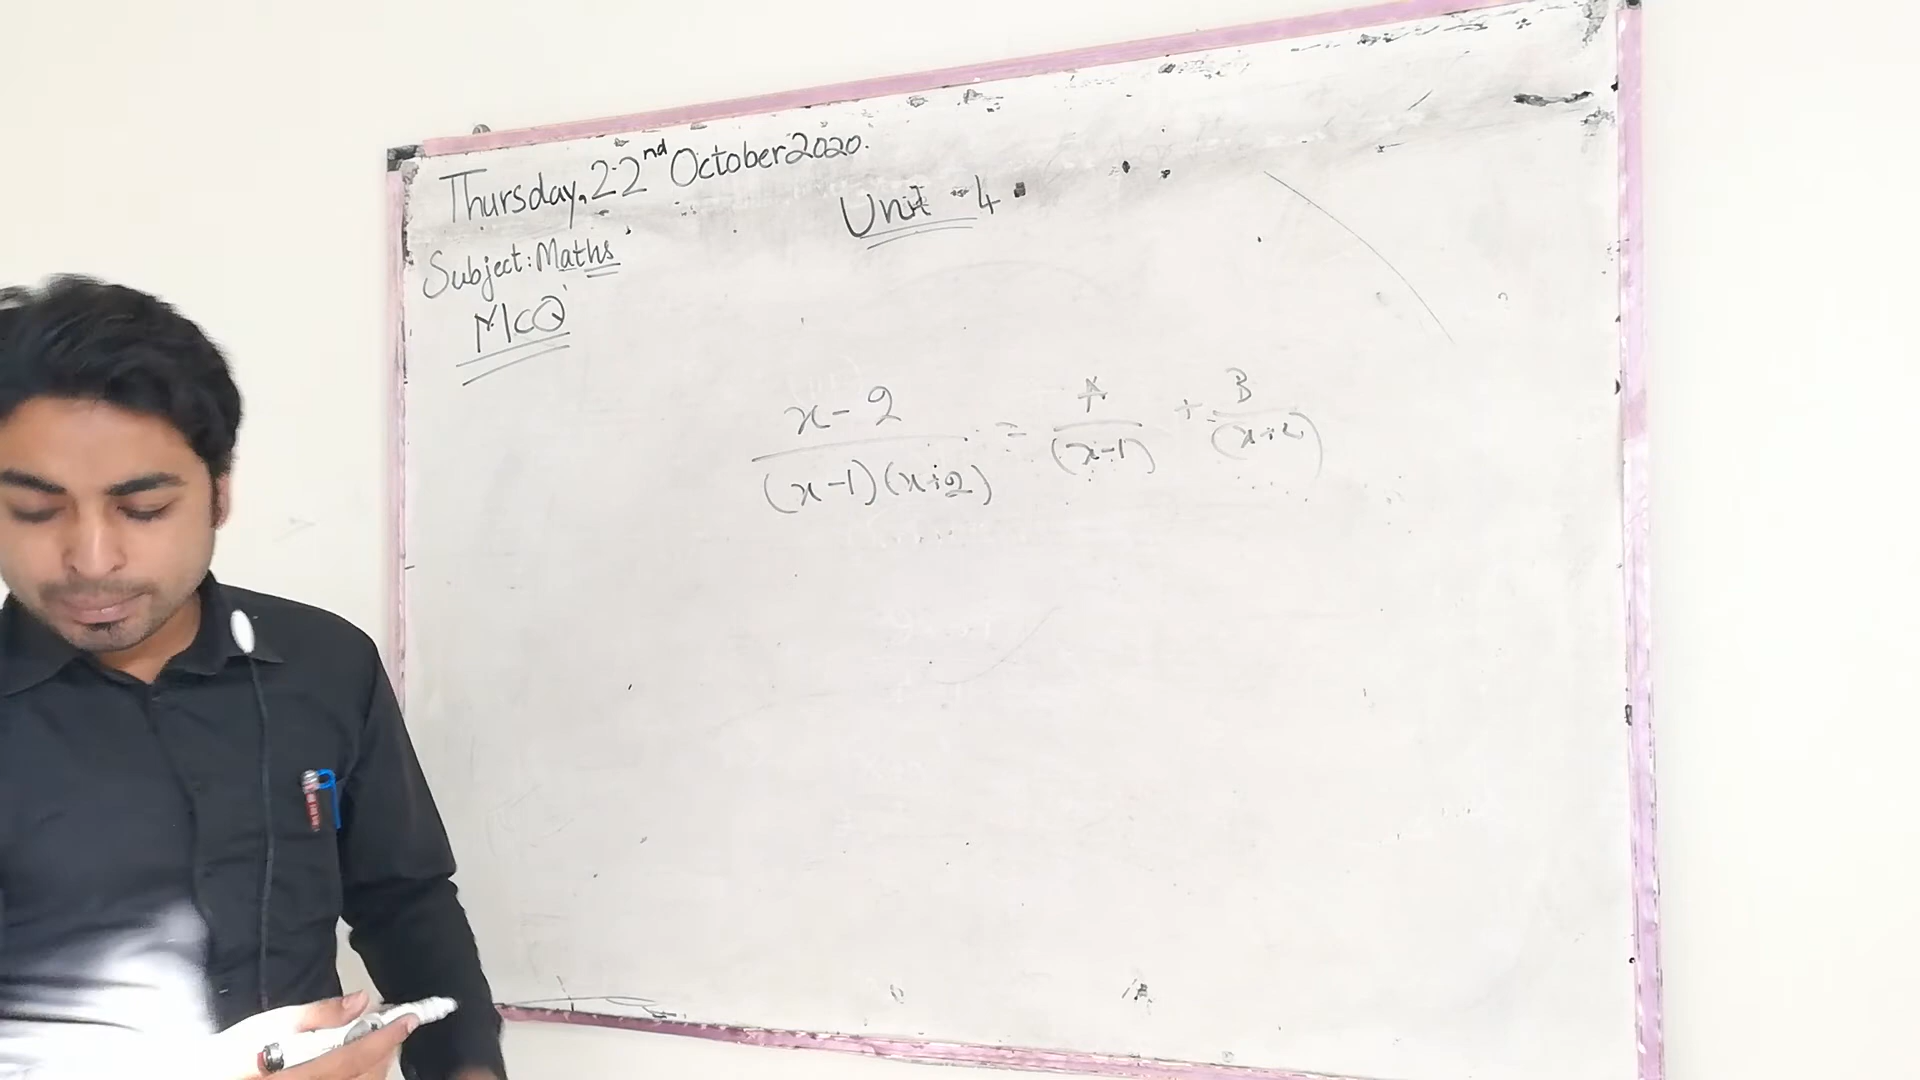 Thursday, 22nd October 2020.
Unit - 4
Subject: Maths
MCQ
x-2 / (x-1)(x+2) = A / (x-1) + B / (x+2)